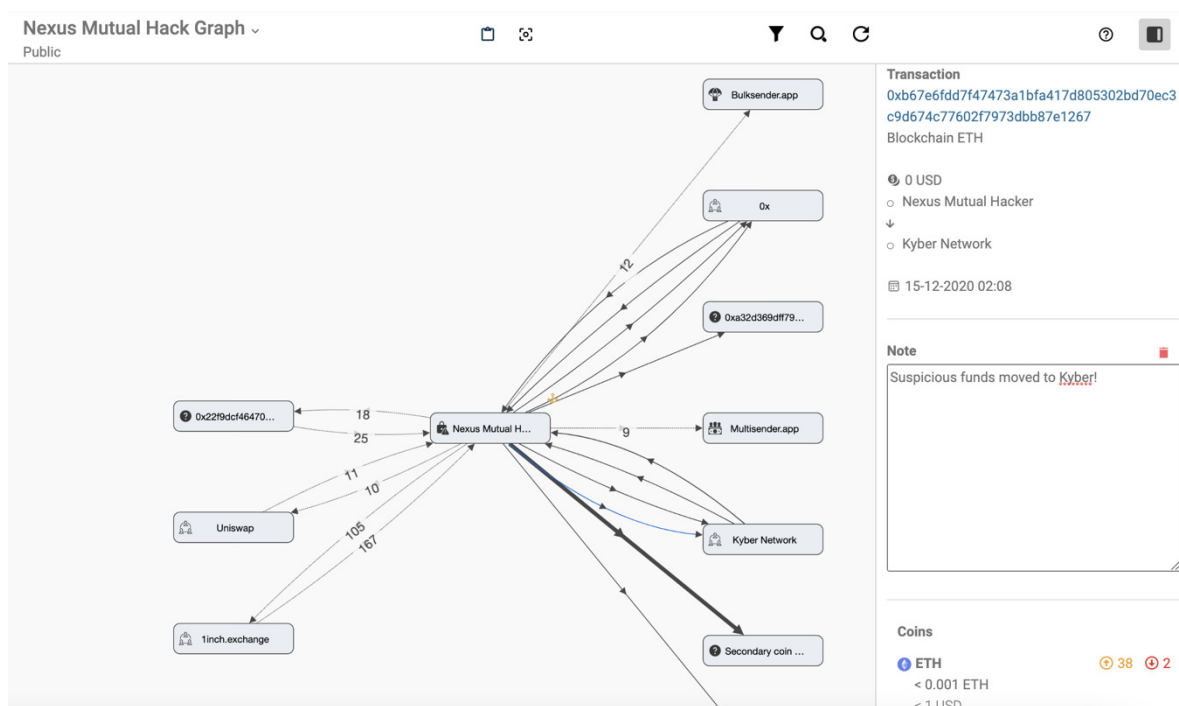 Nexus Mutual Hack Graph
Public
Bulksender.app
0x
12
0xa32d369dff79...
0x22f9dcf46470...
18
25
Nexus Mutual H...
9
Multisender.app
11
10
Uniswap
105
167
Kyber Network
1inch.exchange
Secondary coin ...
Transaction
0xb67e6fdd7f47473a1bfa417d805302bd70ec3
c9d674c77602f7973dbb87e1267
Blockchain ETH
0 USD
Nexus Mutual Hacker
Kyber Network
15-12-2020 02:08
Note
Suspicious funds moved to Kyber!
Coins
ETH 38 2
< 0.001 ETH
< 1 USD